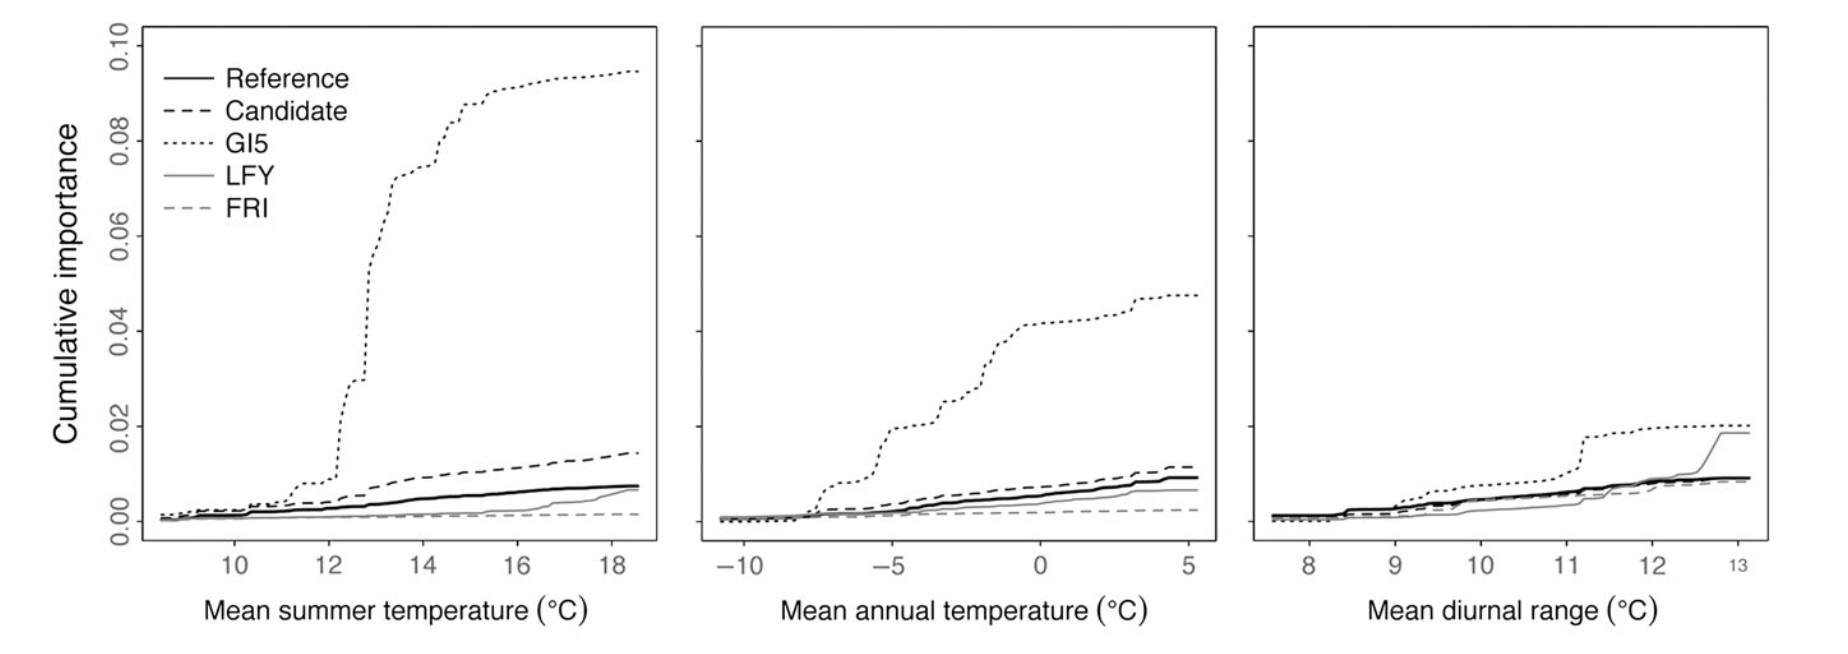 0.10
0.08
0.06
0.04
0.02
0.00
Cumulative importance
Reference
Candidate
GI5
LFY
FRI
10 12 14 16 18
Mean summer temperature (°C)
−10 −5 0 5
Mean annual temperature (°C)
8 9 10 11 12 13
Mean diurnal range (°C)